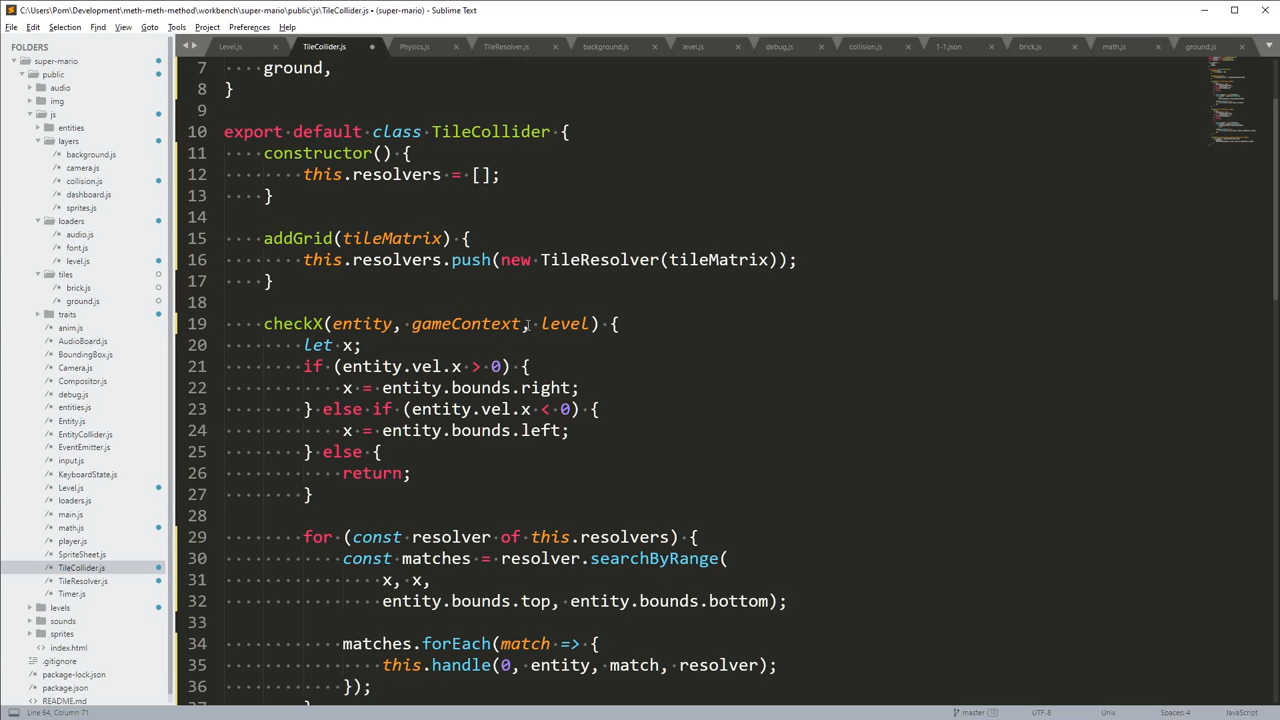 C:\Users\Pom\Development\meth-meth-method\workbench\super-mario\public\js\TileCollider.js • (super-mario) - Sublime Text
File Edit Selection Find View Goto Tools Project Preferences Help
FOLDERS
super-mario
public
audio
img
js
entities
layers
background.js
camera.js
collision.js
dashboard.js
sprites.js
loaders
audio.js
font.js
level.js
tiles
brick.js
ground.js
traits
anim.js
AudioBoard.js
BoundingBox.js
Camera.js
Compositor.js
debug.js
entities.js
Entity.js
EntityCollider.js
EventEmitter.js
input.js
KeyboardState.js
Level.js
loaders.js
main.js
math.js
player.js
SpriteSheet.js
TileCollider.js
TileResolver.js
Timer.js
levels
sounds
sprites
index.html
.gitignore
package-lock.json
package.json
README.md
Level.js TileCollider.js Physics.js TileResolver.js background.js level.js debug.js collision.js 1-1.json brick.js math.js ground.js
7 ground,
8 }
9
10 export default class TileCollider {
11 constructor() {
12 this.resolvers = [];
13 }
14
15 addGrid(tileMatrix) {
16 this.resolvers.push(new TileResolver(tileMatrix));
17 }
18
19 checkX(entity, gameContext, level) {
20 let x;
21 if (entity.vel.x > 0) {
22 x = entity.bounds.right;
23 } else if (entity.vel.x < 0) {
24 x = entity.bounds.left;
25 } else {
26 return;
27 }
28
29 for (const resolver of this.resolvers) {
30 const matches = resolver.searchByRange(
31 x, x,
32 entity.bounds.top, entity.bounds.bottom);
33
34 matches.forEach(match => {
35 this.handle(0, entity, match, resolver);
36 });
37 }
Line 64, Column 71 master 10 UTF-8 Unix Spaces: 4 JavaScript